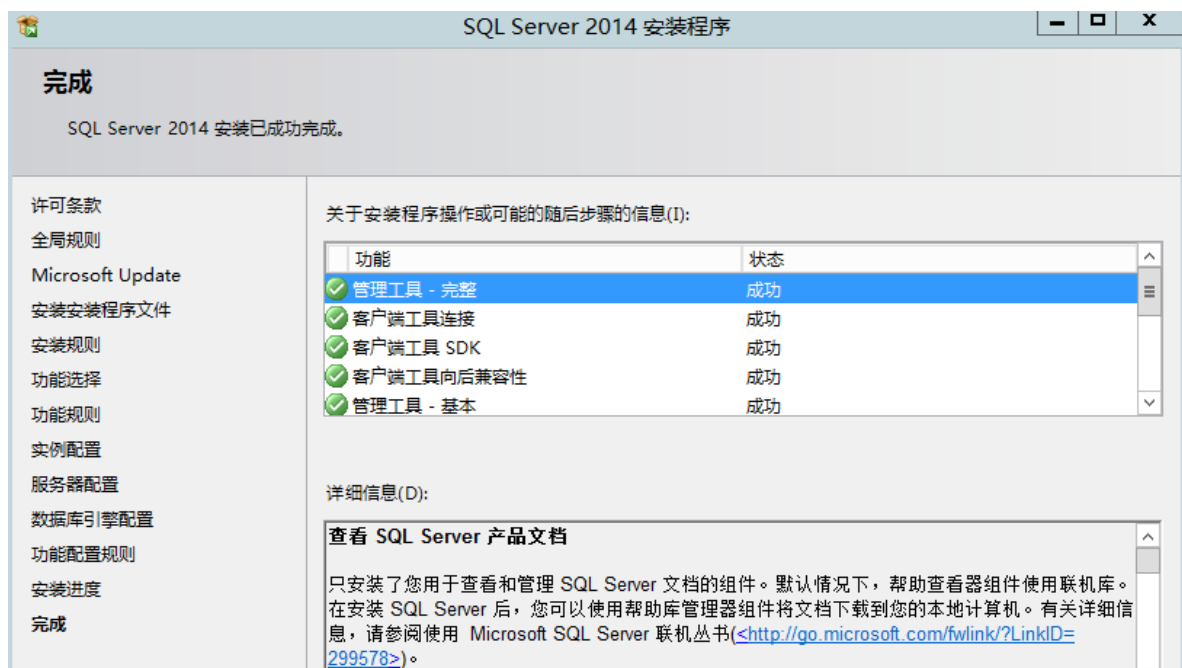 SQL Server 2014 安装程序
完成
SQL Server 2014 安装已成功完成。
许可条款
全局规则
Microsoft Update
安装安装程序文件
安装规则
功能选择
功能规则
实例配置
服务器配置
数据库引擎配置
功能配置规则
安装进度
完成
关于安装程序操作或可能的随后步骤的信息(I):
功能 状态
管理工具 - 完整 成功
客户端工具连接 成功
客户端工具 SDK 成功
客户端工具向后兼容性 成功
管理工具 - 基本 成功
详细信息(D):
查看 SQL Server 产品文档
只安装了您用于查看和管理 SQL Server 文档的组件。默认情况下，帮助查看器组件使用联机库。
在安装 SQL Server 后，您可以使用帮助库管理器组件将文档下载到您的本地计算机。有关详细信
息，请参阅使用 Microsoft SQL Server 联机丛书(<http://go.microsoft.com/fwlink/?LinkID=
299578>)。